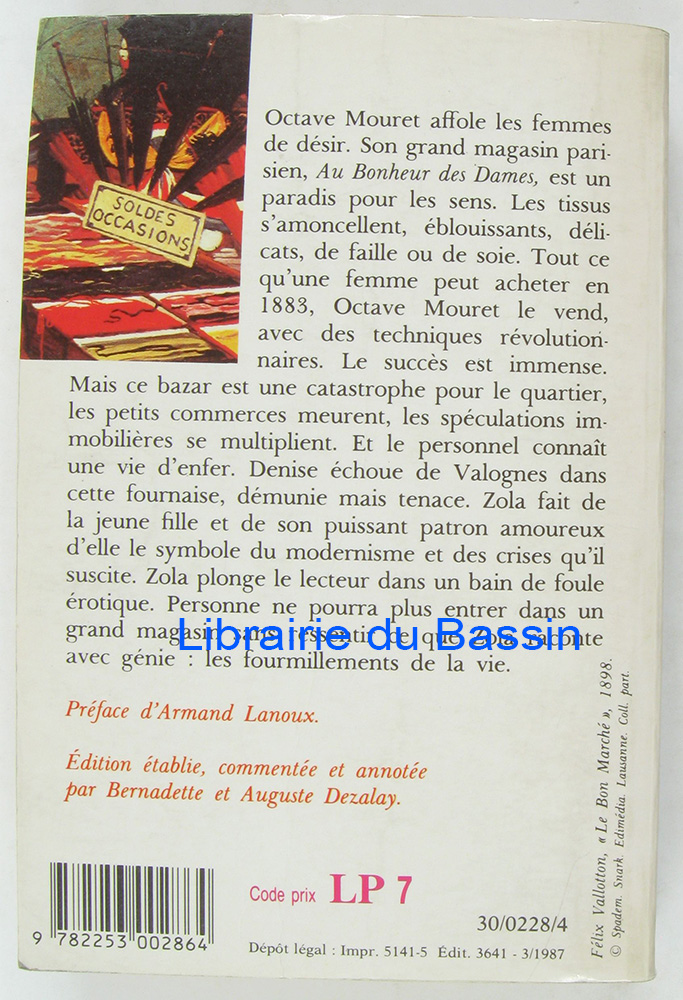 SOLDES
OCCASIONS
Octave Mouret affole les femmes
de désir. Son grand magasin pari-
sien, Au Bonheur des Dames, est un
paradis pour les sens. Les tissus
s'amoncellent, éblouissants, déli-
cats, de faille ou de soie. Tout ce
qu'une femme peut acheter en
1883, Octave Mouret le vend,
avec des techniques révolution-
naires. Le succès est immense.
Mais ce bazar est une catastrophe pour le quartier,
les petits commerces meurent, les spéculations im-
mobilières se multiplient. Et le personnel connaît
une vie d'enfer. Denise échoue de Valognes dans
cette fournaise, démunie mais tenace. Zola fait de
la jeune fille et de son puissant patron amoureux
d'elle le symbole du modernisme et des crises qu'il
suscite. Zola plonge le lecteur dans un bain de foule
érotique. Personne ne pourra plus entrer dans un
grand magasin sans ressentir ce que Zola raconte
avec génie : les fourmillements de la vie.
Librairie du Bassin
Préface d'Armand Lanoux.
Édition établie, commentée et annotée
par Bernadette et Auguste Dezalay.
Félix Vallotton, « Le Bon Marché », 1898.
© Spadem. Snark. Edimédia. Lausanne. Coll. part.
Code prix LP 7
30/0228/4
9 782253 002864
Dépôt légal : Impr. 5141-5 Édit. 3641 - 3/1987